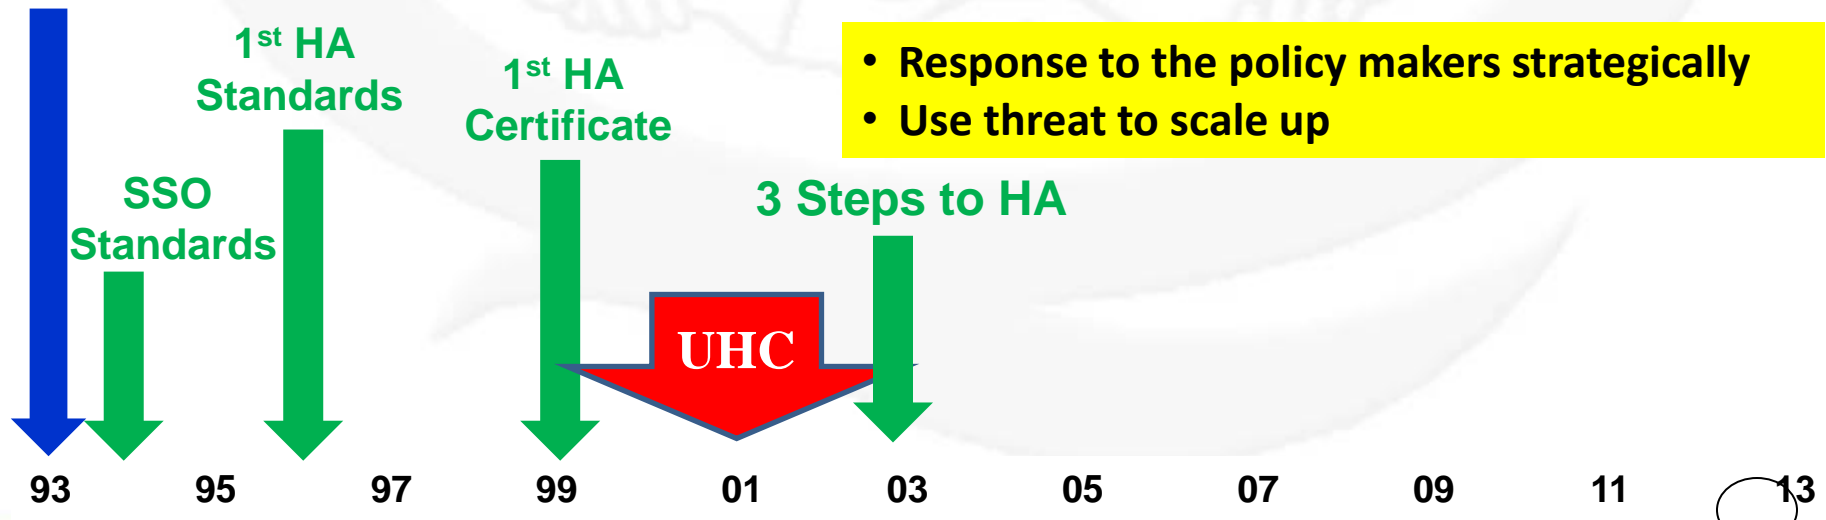 1st HA
Standards
1st HA
Certificate
• Response to the policy makers strategically
• Use threat to scale up
SSO
Standards
3 Steps to HA
UHC
93 95 97 99 01 03 05 07 09 11 13